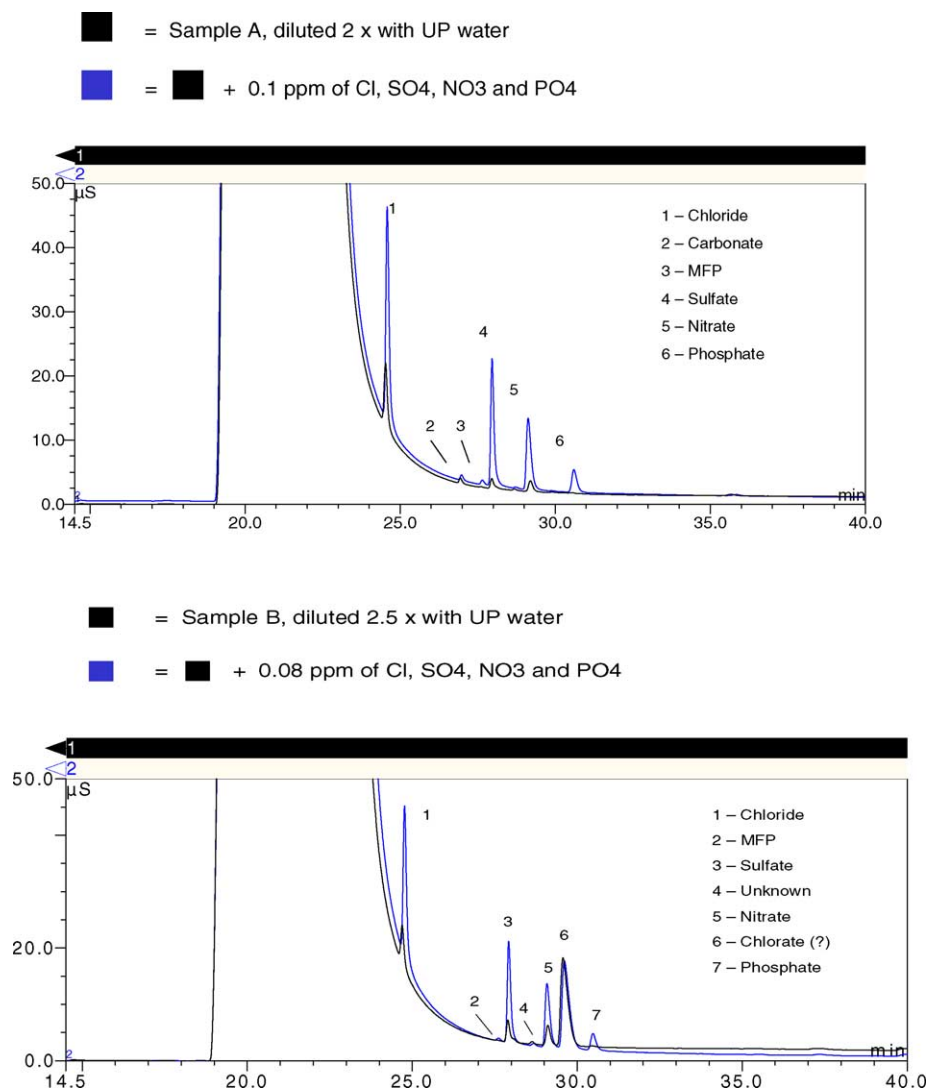 = Sample A, diluted 2 x with UP water
= + 0.1 ppm of Cl, SO4, NO3 and PO4
1
2
50.0
µS
1
1 – Chloride
2 – Carbonate
3 – MFP
4 – Sulfate
5 – Nitrate
6 – Phosphate
40.0
30.0
4
20.0
5
2
3
6
10.0
2
0.0
min
14.5
20.0
25.0
30.0
35.0
40.0
= Sample B, diluted 2.5 x with UP water
= + 0.08 ppm of Cl, SO4, NO3 and PO4
1
2
50.0
µS
1
1 – Chloride
2 – MFP
3 – Sulfate
4 – Unknown
5 – Nitrate
6 – Chlorate (?)
7 – Phosphate
3
6
20.0
5
2
4
7
2
0.0
min
14.5
20.0
25.0
30.0
35.0
40.0